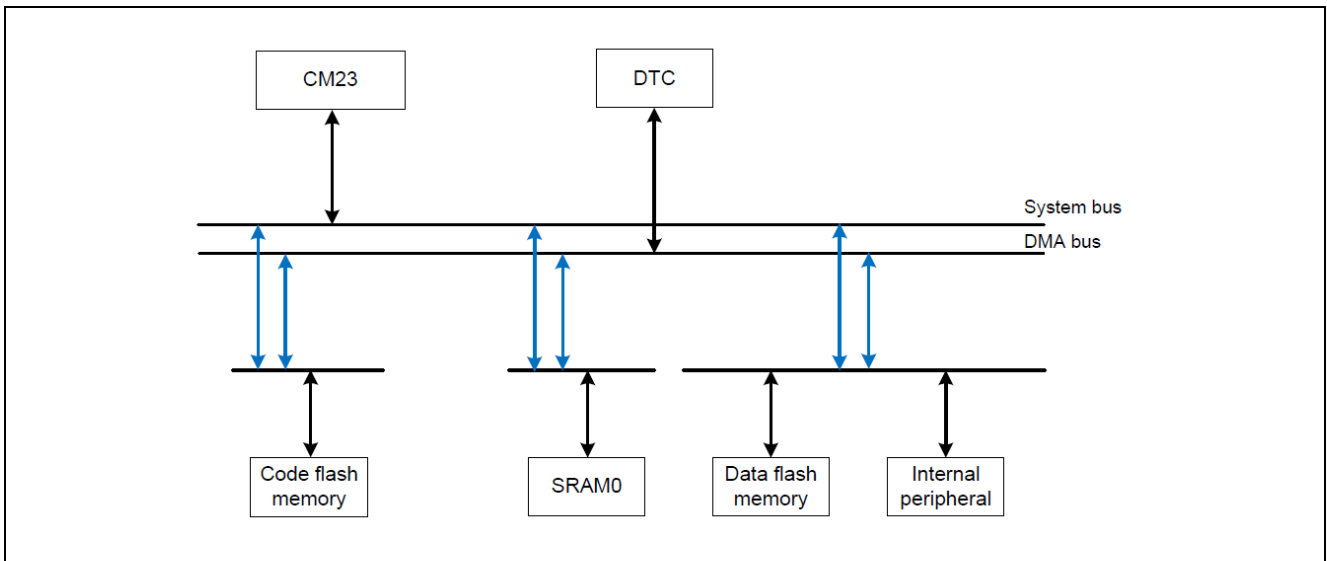 CM23
DTC
System bus
DMA bus
Code flash
memory
SRAM0
Data flash
memory
Internal
peripheral